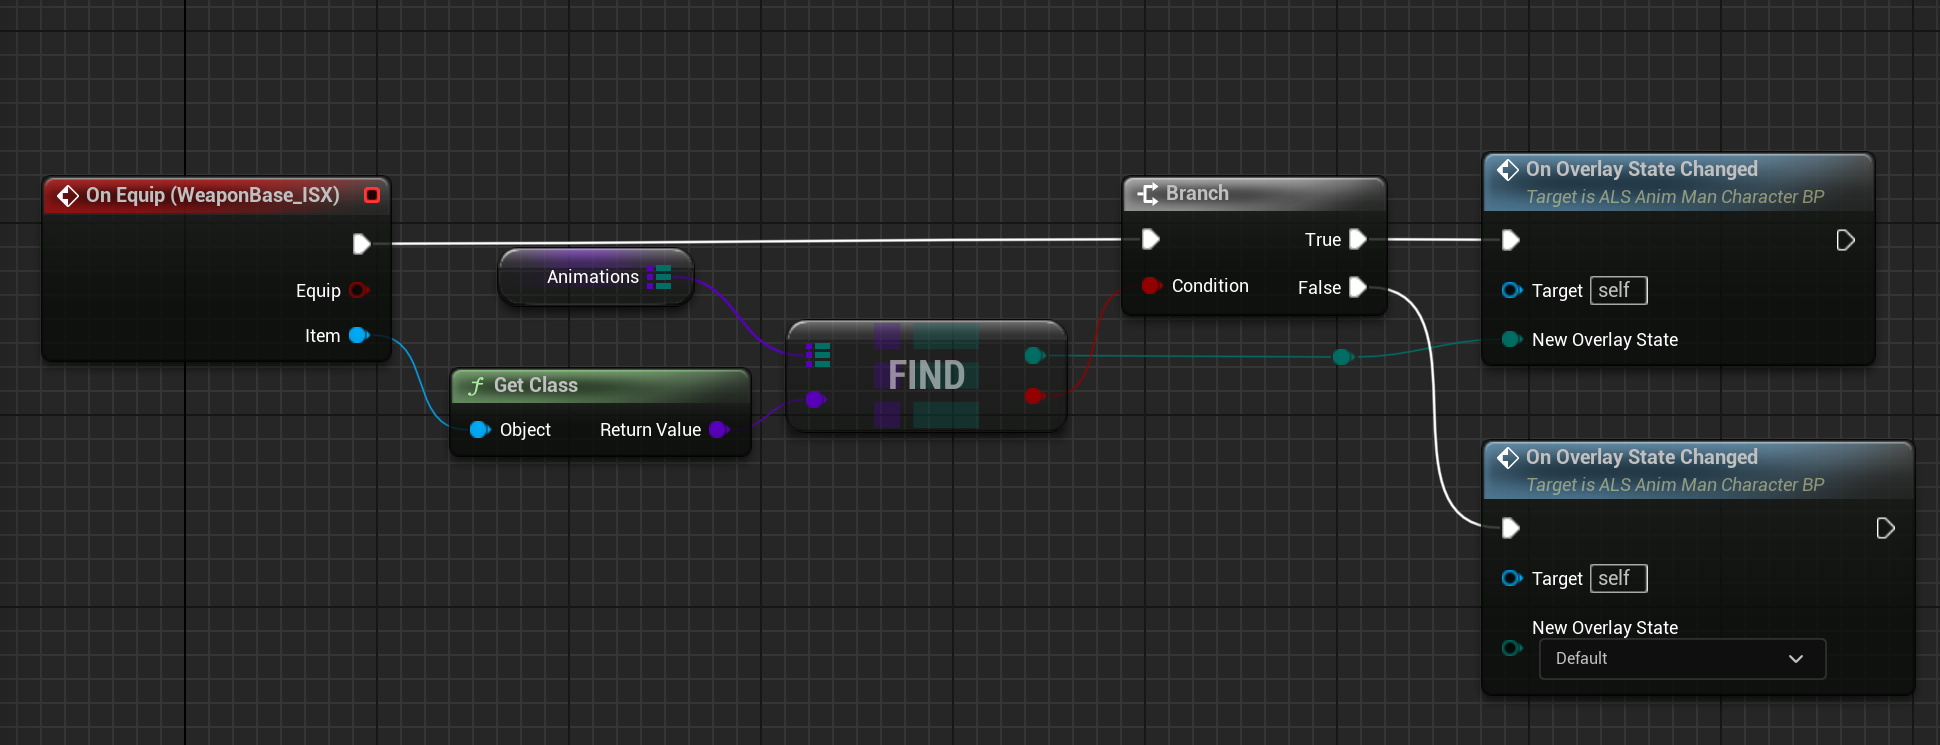 On Equip (WeaponBase_ISX)
Equip
Item
Animations
Get Class
Object
Return Value
FIND
Branch
True
Condition
False
On Overlay State Changed
Target is ALS Anim Man Character BP
Target self
New Overlay State
On Overlay State Changed
Target is ALS Anim Man Character BP
Target self
New Overlay State
Default